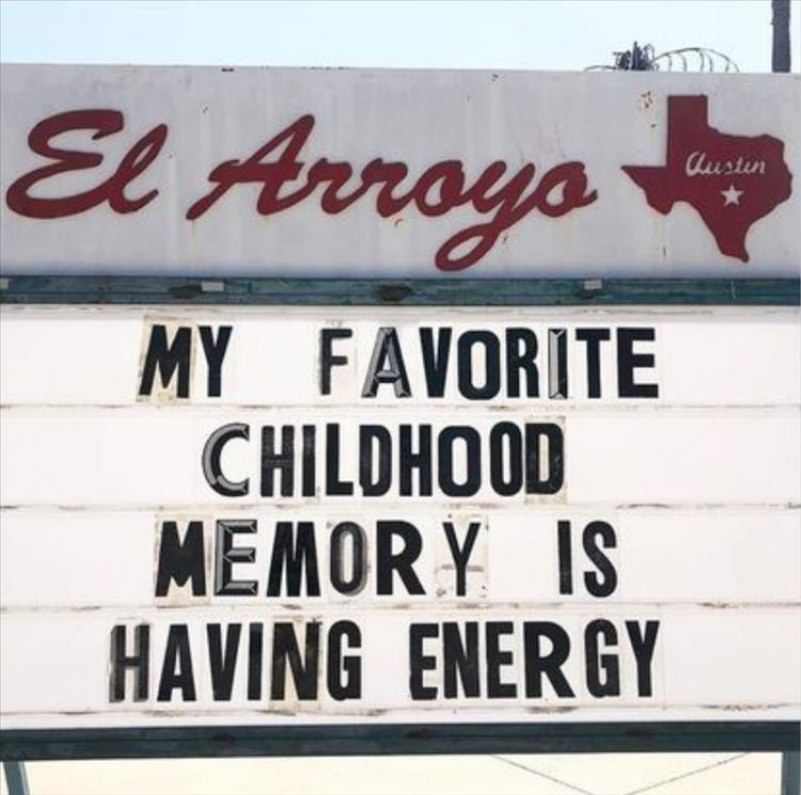 El Arroyo
Austin
MY FAVORITE
CHILDHOOD
MEMORY IS
HAVING ENERGY